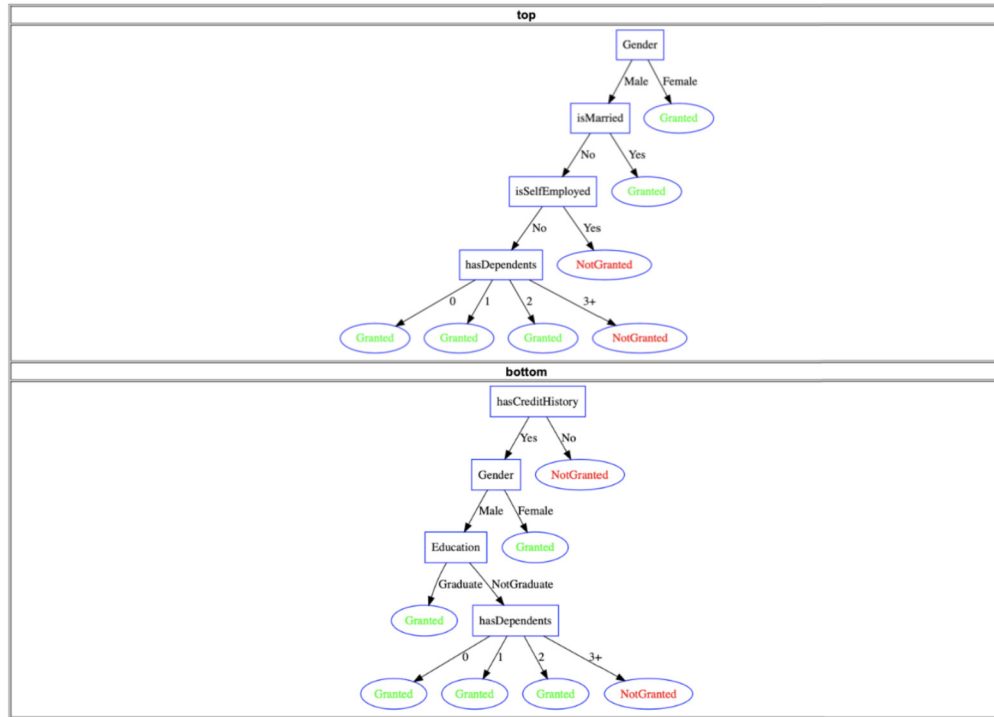 top
Gender
Male Female
isMarried Granted
No Yes
isSelfEmployed Granted
No Yes
hasDependents NotGranted
0 1 2 3+
Granted Granted Granted NotGranted
bottom
hasCreditHistory
Yes No
Gender NotGranted
Male Female
Education Granted
Graduate NotGraduate
Granted hasDependents
0 1 2 3+
Granted Granted Granted NotGranted